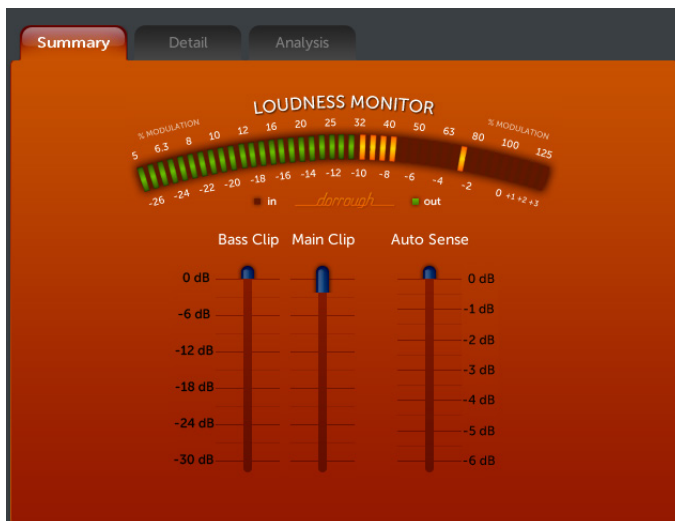 Summary Detail Analysis
LOUDNESS MONITOR
% MODULATION % MODULATION
5 6.3 8 10 12 16 20 25 32 40 50 63 80 100 125
-26 -24 -22 -20 -18 -16 -14 -12 -10 -8 -6 -4 -2 0 +1 +2 +3
in dorrough out
Bass Clip Main Clip Auto Sense
0 dB 0 dB
-6 dB -1 dB
-12 dB -2 dB
-18 dB -3 dB
-24 dB -4 dB
-30 dB -5 dB
-6 dB